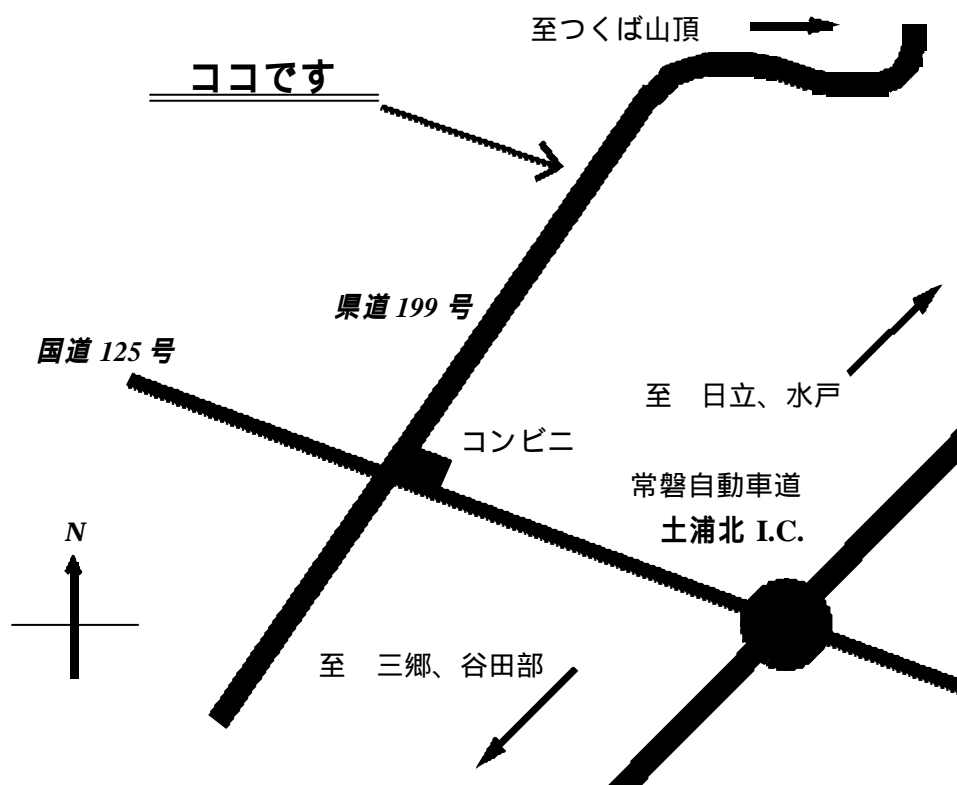 至つくば山頂
ココです
県道 199 号
国道 125 号
至　日立、水戸
コンビニ
常磐自動車道
土浦北 I.C.
N
至　三郷、谷田部